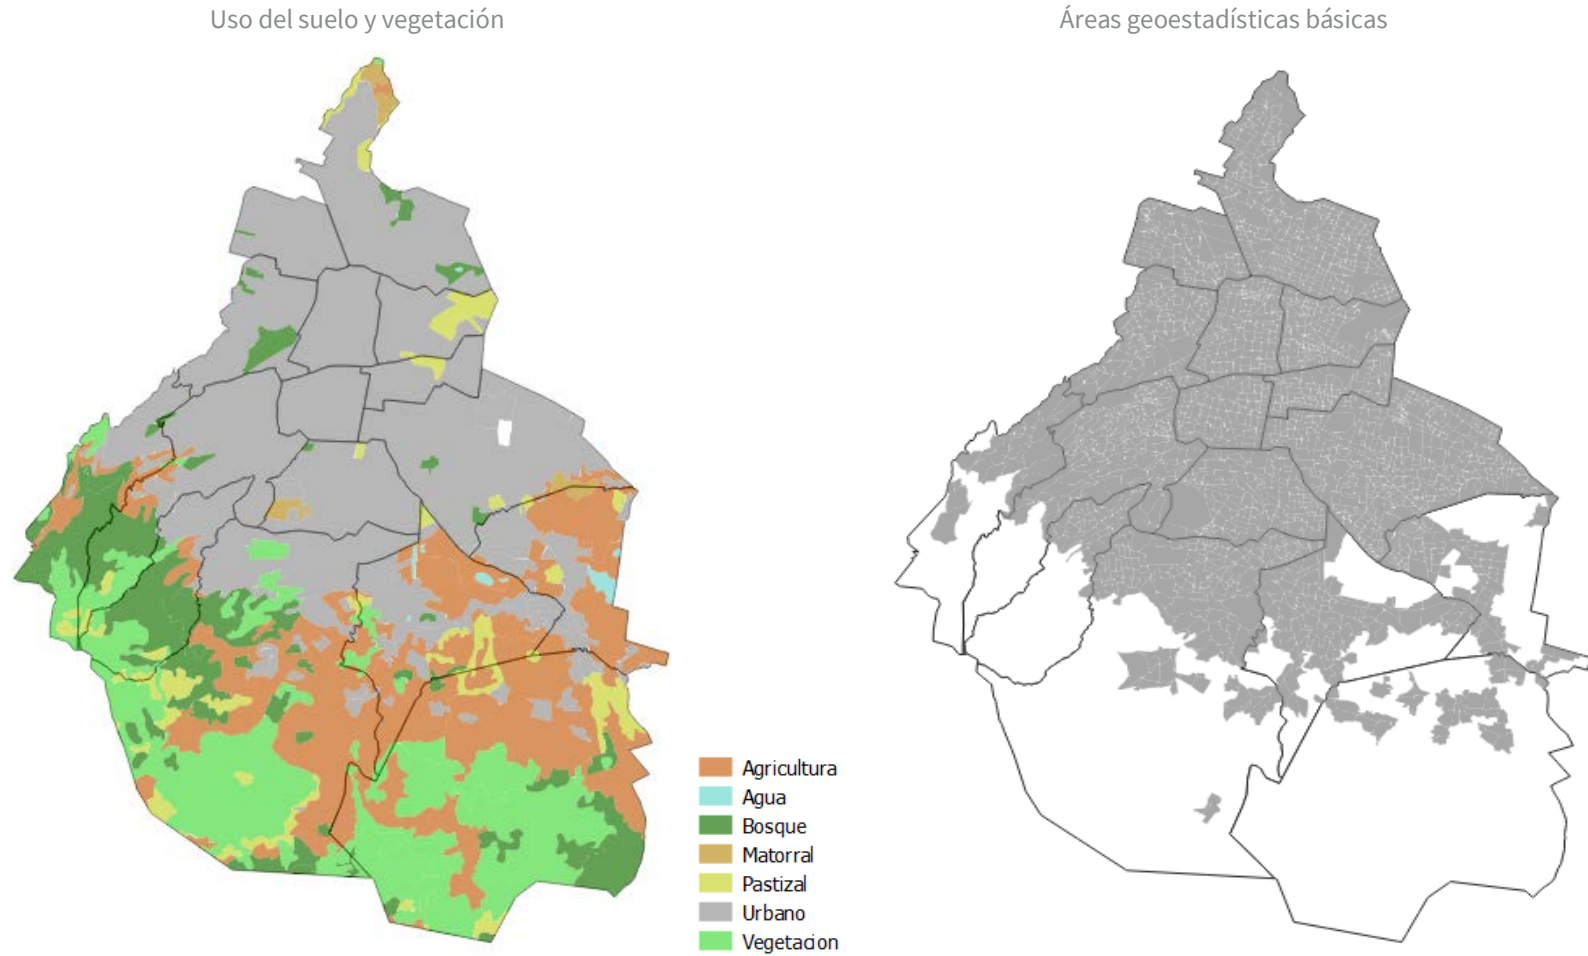 Uso del suelo y vegetación
Áreas geoestadísticas básicas
Agricultura
Agua
Bosque
Matorral
Pastizal
Urbano
Vegetacion